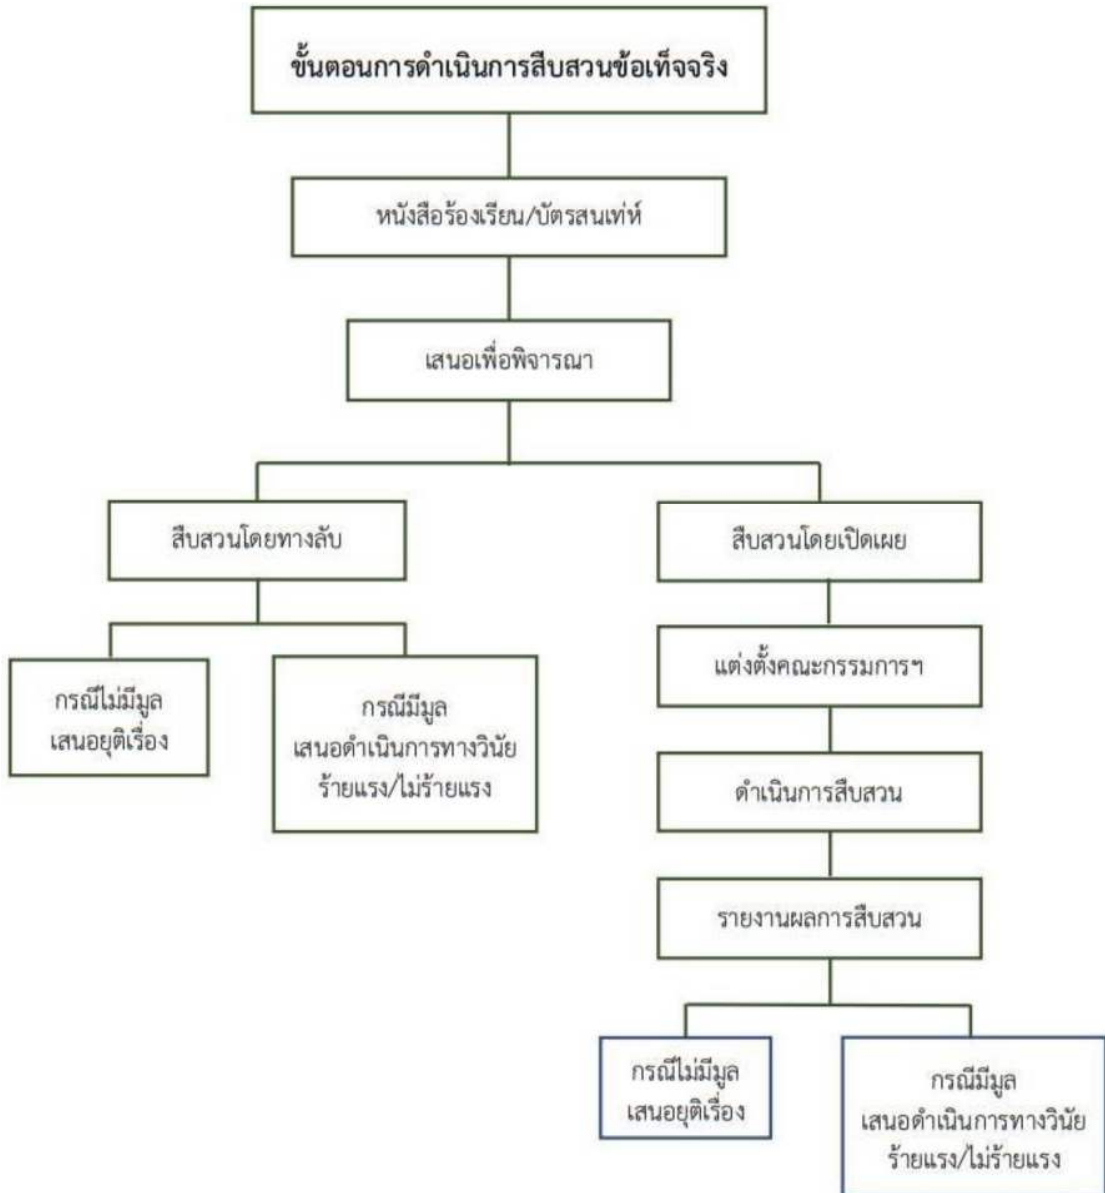 ขั้นตอนการดำเนินการสืบสวนข้อเท็จจริง
หนังสือร้องเรียน/บัตรสนเท่ห์
เสนอเพื่อพิจารณา
สืบสวนโดยทางลับ
กรณีไม่มีมูล
เสนอยุติเรื่อง
กรณีมีมูล
เสนอดำเนินการทางวินัย
ร้ายแรง/ไม่ร้ายแรง
สืบสวนโดยเปิดเผย
แต่งตั้งคณะกรรมการฯ
ดำเนินการสืบสวน
รายงานผลการสืบสวน
กรณีไม่มีมูล
เสนอยุติเรื่อง
กรณีมีมูล
เสนอดำเนินการทางวินัย
ร้ายแรง/ไม่ร้ายแรง